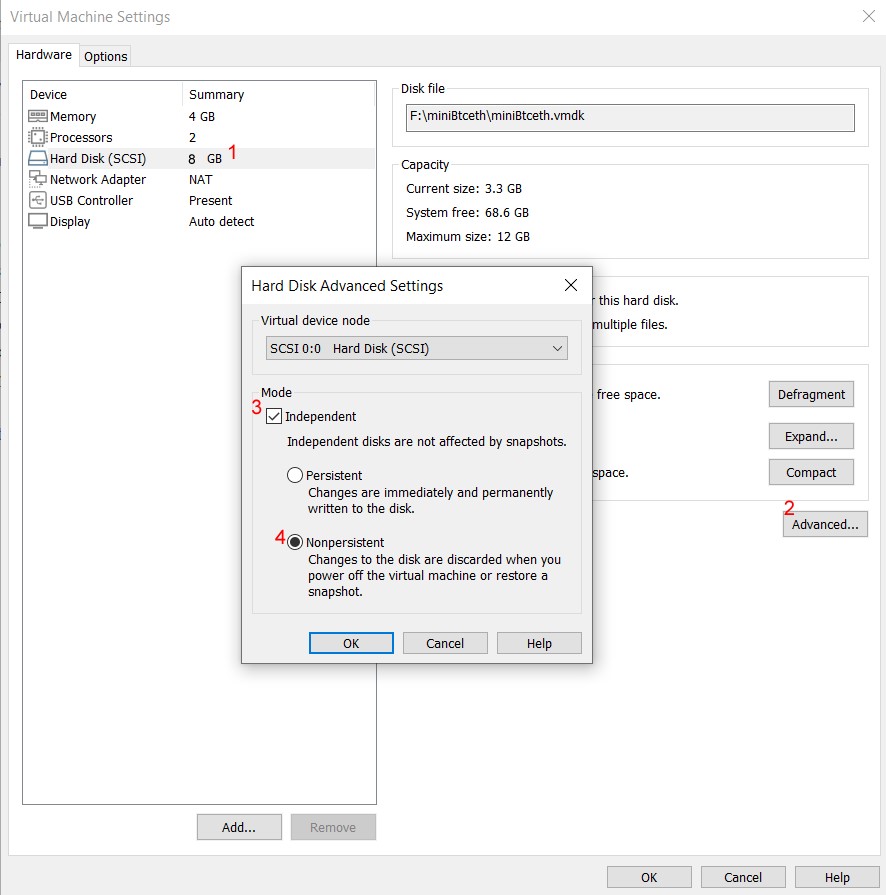 Virtual Machine Settings
Hardware Options
Device Summary
Memory 4 GB
Processors 2
Hard Disk (SCSI) 8 GB 1
Network Adapter NAT
USB Controller Present
Display Auto detect
Disk file
F:\miniBtceth\miniBtceth.vmdk
Capacity
Current size: 3.3 GB
System free: 68.6 GB
Maximum size: 12 GB
this hard disk.
multiple files.
free space.
Defragment
Expand...
space.
Compact
2
Advanced...
Hard Disk Advanced Settings
Virtual device node
SCSI 0:0 Hard Disk (SCSI)
Mode
3 Independent
Independent disks are not affected by snapshots.
Persistent
Changes are immediately and permanently
written to the disk.
4 Nonpersistent
Changes to the disk are discarded when you
power off the virtual machine or restore a
snapshot.
OK Cancel Help
Add... Remove
OK Cancel Help